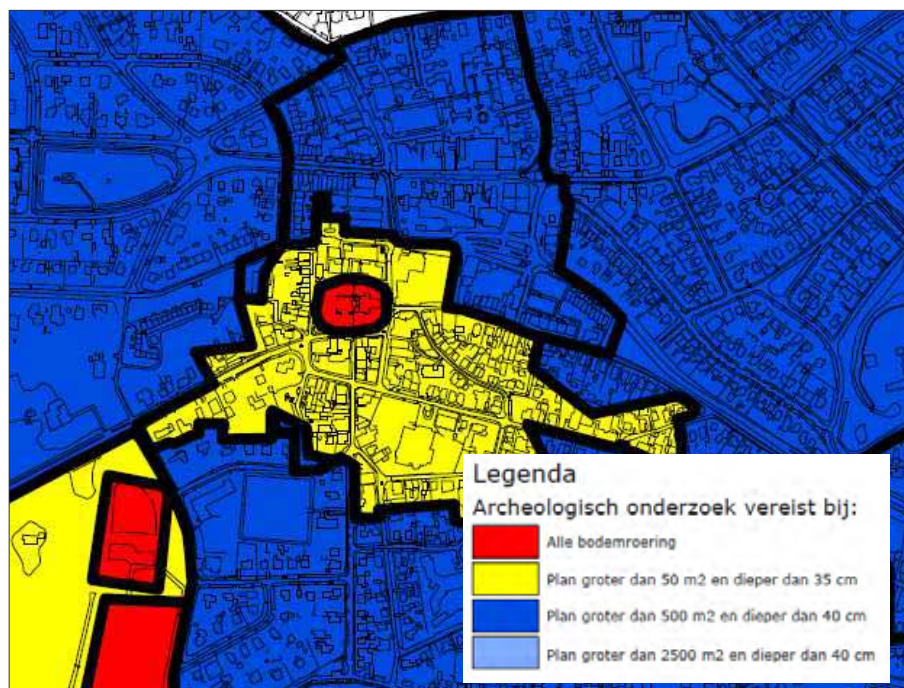 Legenda
Archeologisch onderzoek vereist bij:
Alle bodemroering
Plan groter dan 50 m2 en dieper dan 35 cm
Plan groter dan 500 m2 en dieper dan 40 cm
Plan groter dan 2500 m2 en dieper dan 40 cm